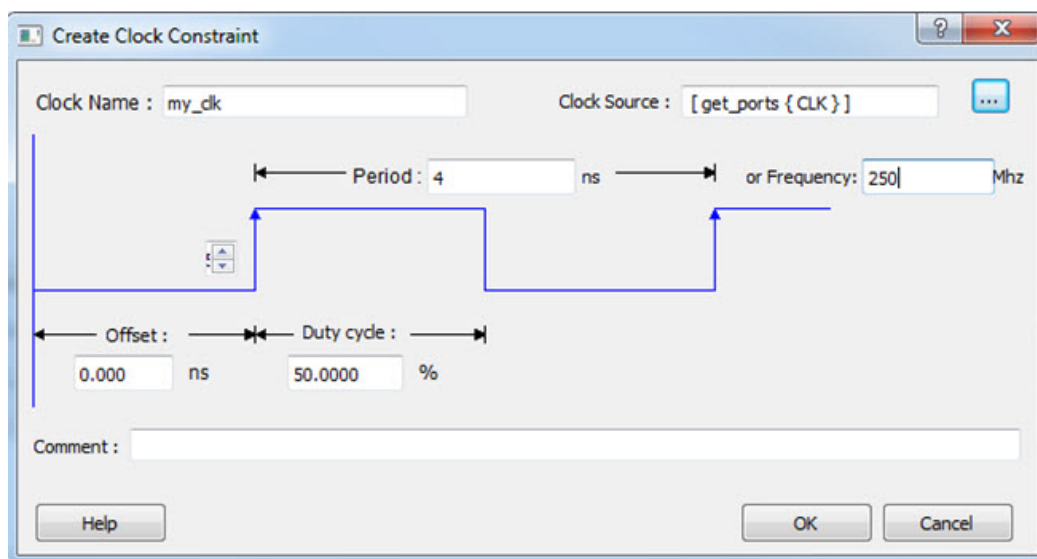 Create Clock Constraint
Clock Name : my_clk
Clock Source : [ get_ports { CLK } ]
...
Period : 4 ns
or Frequency: 250 Mhz
Offset :
Duty cycle :
0.000 ns
50.0000 %
Comment :
Help
OK
Cancel